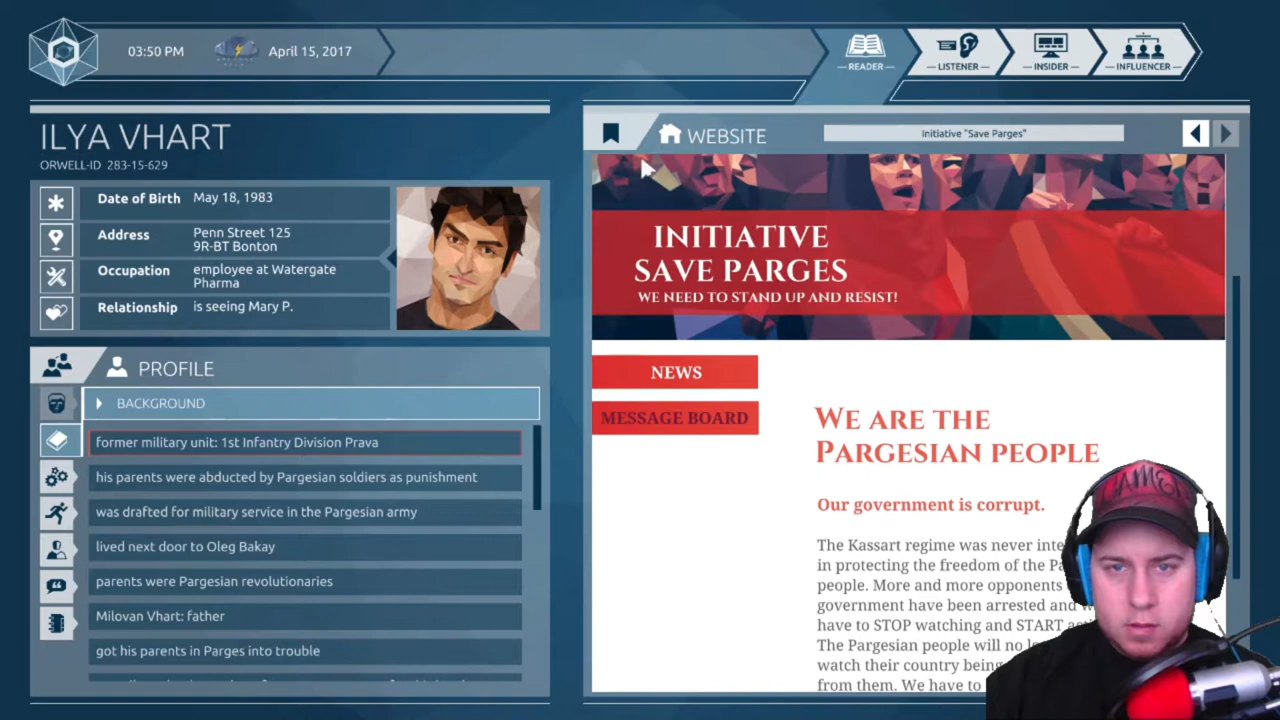 03:50 PM
April 15, 2017
READER
LISTENER
INSIDER
INFLUENCER
ILYA VHART
ORWELL-ID 283-15-629
Date of Birth May 18, 1983
Address Penn Street 125
9R-BT Bonton
Occupation employee at Watergate
Pharma
Relationship is seeing Mary P.
PROFILE
BACKGROUND
former military unit: 1st Infantry Division Prava
his parents were abducted by Pargesian soldiers as punishment
was drafted for military service in the Pargesian army
lived next door to Oleg Bakay
parents were Pargesian revolutionaries
Milovan Vhart: father
got his parents in Parges into trouble
WEBSITE
Initiative "Save Parges"
INITIATIVE
SAVE PARGES
WE NEED TO STAND UP AND RESIST!
NEWS
MESSAGE BOARD
WE ARE THE
PARGESIAN PEOPLE
Our government is corrupt.
The Kassart regime was never
in protecting the freedom of the
people. More and more opponents
government have been arrested and
have to STOP watching and START
The Pargesian people will no
watch their country being
from them. We have to